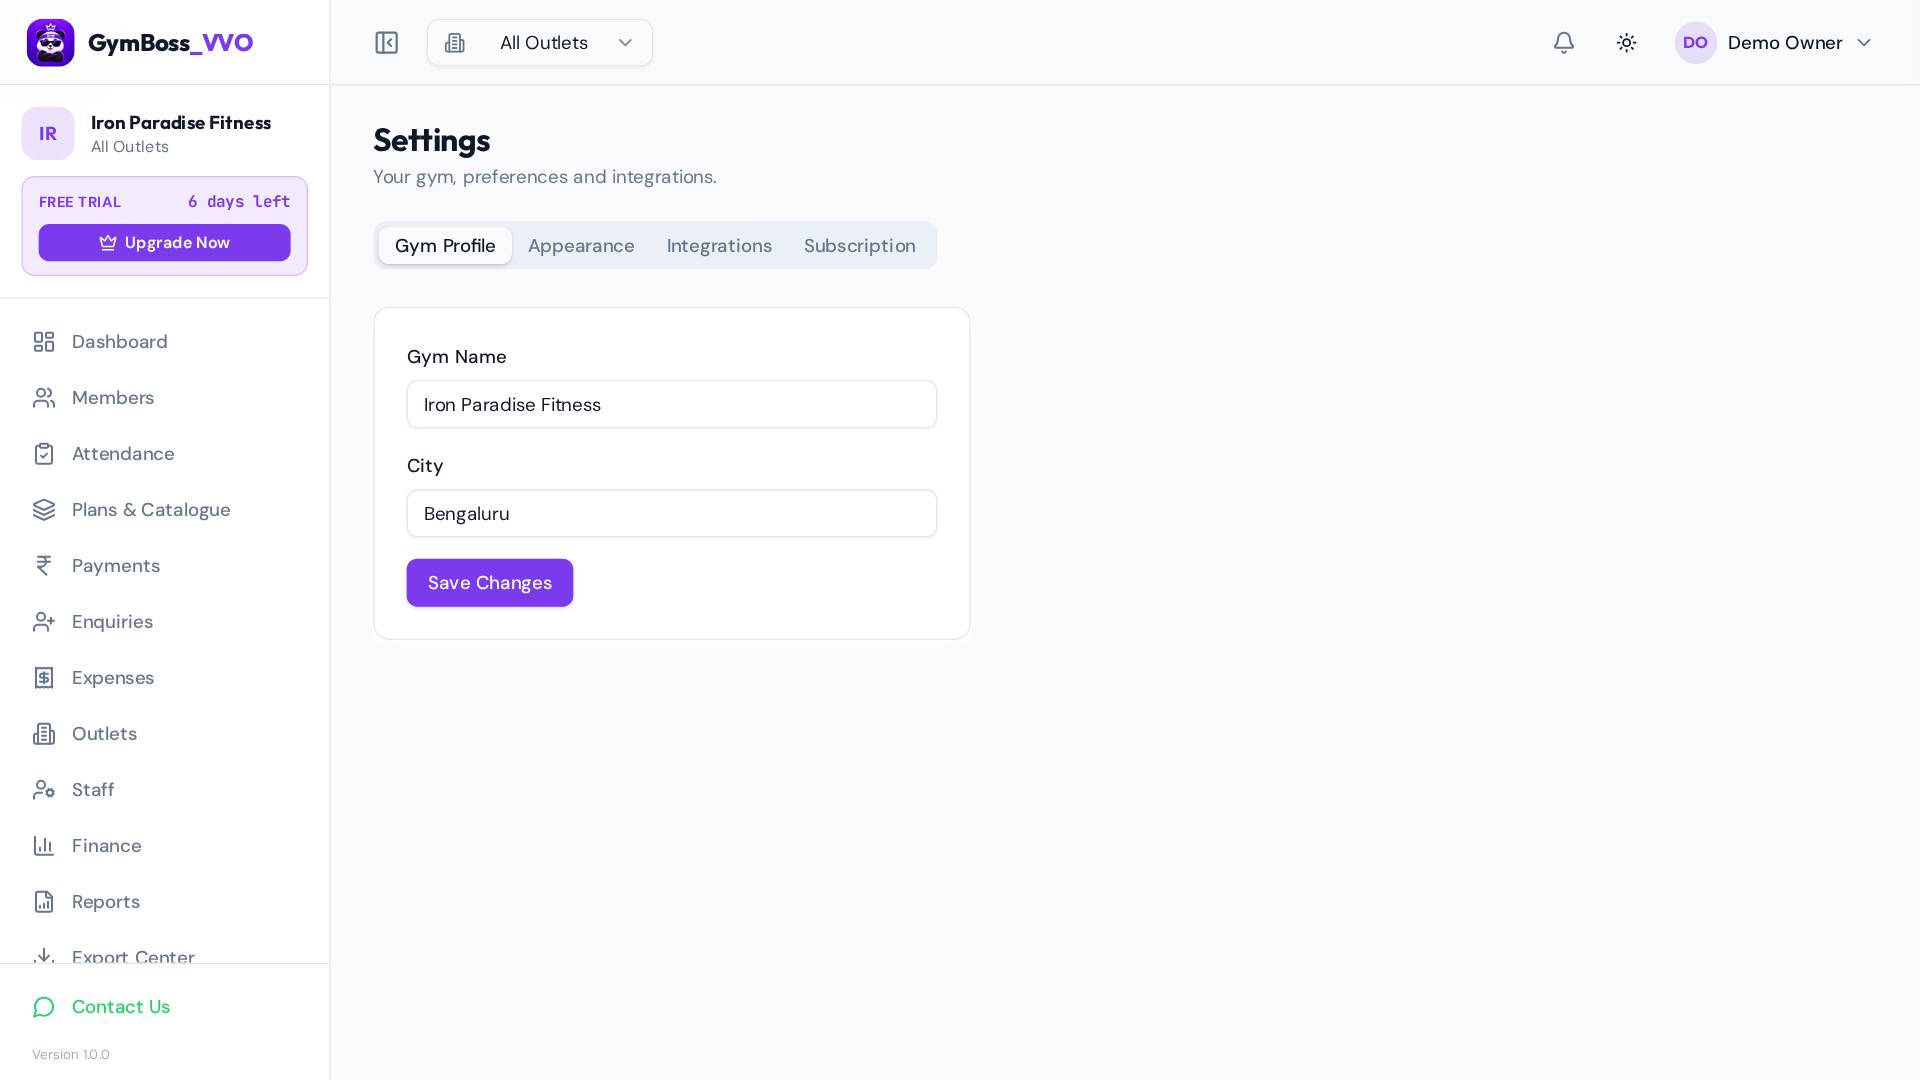 GymBoss_VVO
IR
Iron Paradise Fitness
All Outlets
FREE TRIAL
6 days left
Upgrade Now
Dashboard
Members
Attendance
Plans & Catalogue
Payments
Enquiries
Expenses
Outlets
Staff
Finance
Reports
Export Center
Contact Us
Version 1.0.0
All Outlets
DO
Demo Owner
Settings
Your gym, preferences and integrations.
Gym Profile
Appearance
Integrations
Subscription
Gym Name
Iron Paradise Fitness
City
Bengaluru
Save Changes